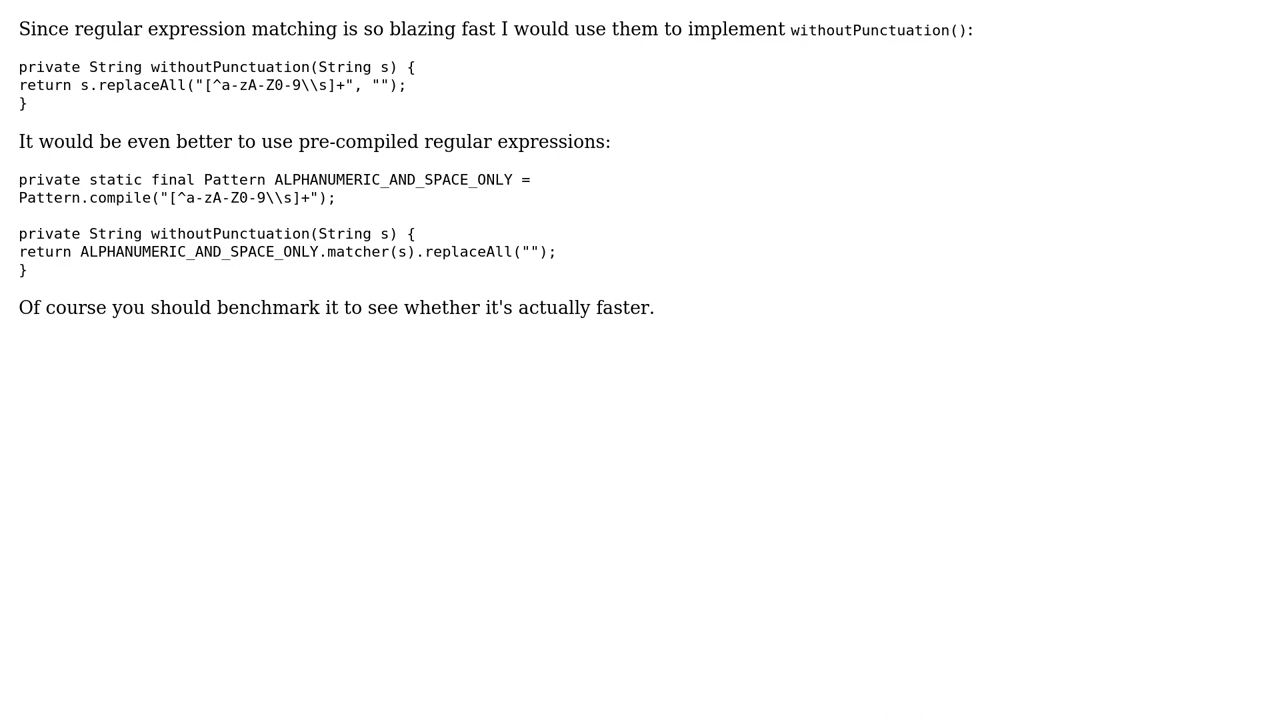 Since regular expression matching is so blazing fast I would use them to implement withoutPunctuation():
private String withoutPunctuation(String s) {
return s.replaceAll("[^a-zA-Z0-9\\s]+", "");
}
It would be even better to use pre-compiled regular expressions:
private static final Pattern ALPHANUMERIC_AND_SPACE_ONLY =
Pattern.compile("[^a-zA-Z0-9\\s]+");
private String withoutPunctuation(String s) {
return ALPHANUMERIC_AND_SPACE_ONLY.matcher(s).replaceAll("");
}
Of course you should benchmark it to see whether it's actually faster.